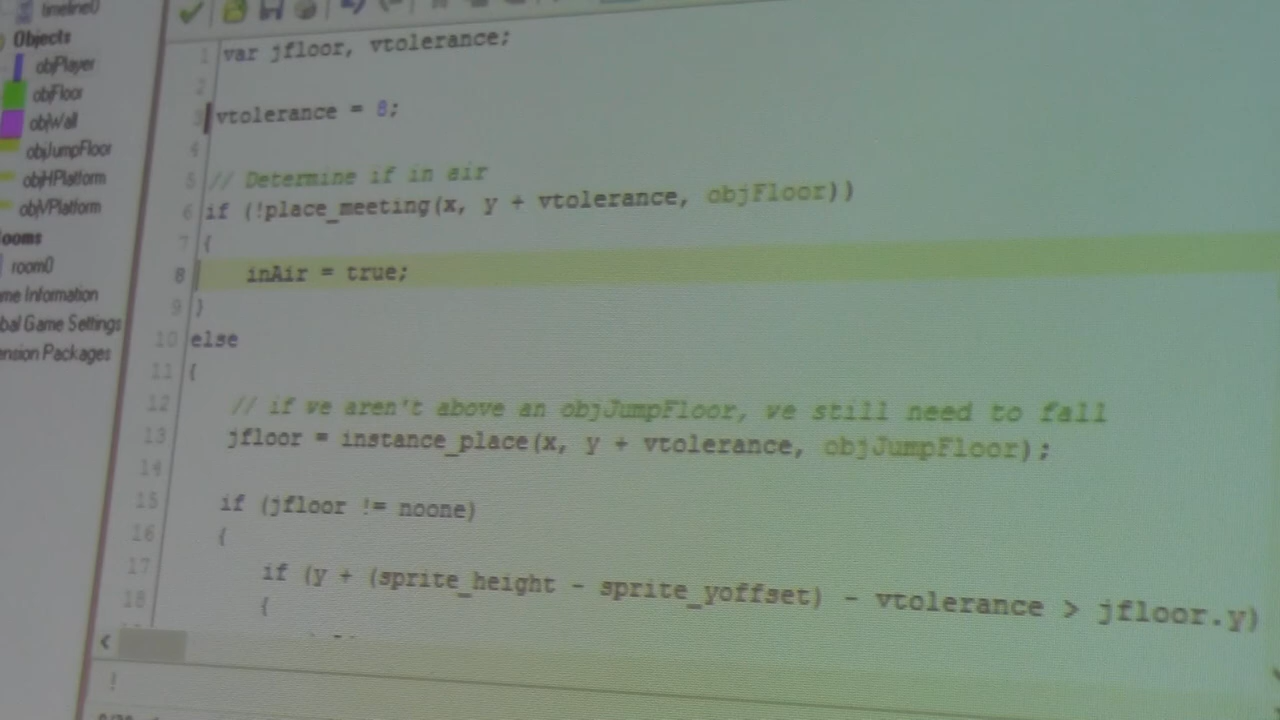 timeline0
Objects
objPlayer
objFloor
objWall
objJumpFloor
objHPlatform
objVPlatform
ooms
room0
me Information
bal Game Settings
ension Packages
1 var jfloor, vtolerance;
2
3 vtolerance = 8;
4
5 // Determine if in air
6 if (!place_meeting(x, y + vtolerance, objFloor))
7 {
8 inAir = true;
9 }
10 else
11 {
12 // if we aren't above an objJumpFloor, we still need to fall
13 jfloor = instance_place(x, y + vtolerance, objJumpFloor);
14
15 if (jfloor != noone)
16 {
17 if (y + (sprite_height - sprite_yoffset) - vtolerance > jfloor.y)
18 {